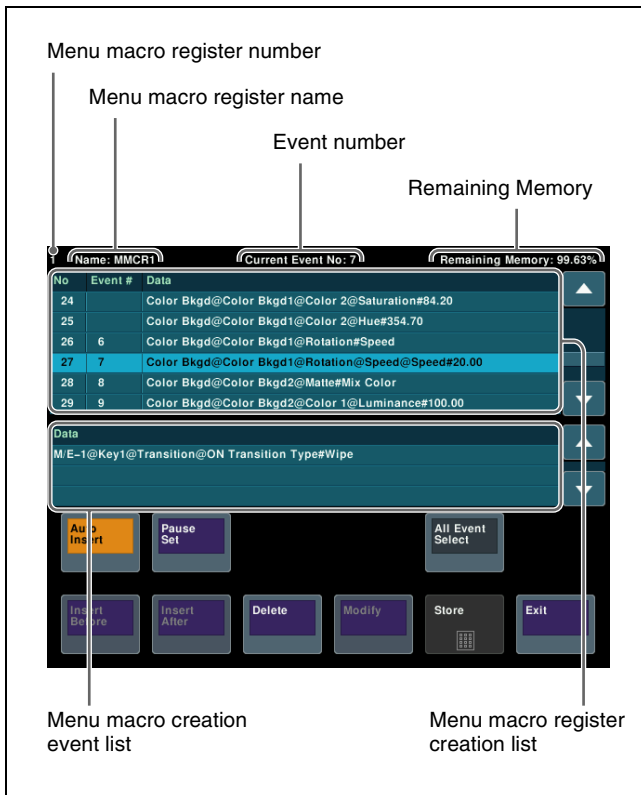 Menu macro register number
Menu macro register name
Event number
Remaining Memory
1 Name: MMCR1 Current Event No: 7 Remaining Memory: 99.63%
No Event # Data
24 Color Bkgd@Color Bkgd1@Color 2@Saturation#84.20
25 Color Bkgd@Color Bkgd1@Color 2@Hue#354.70
26 6 Color Bkgd@Color Bkgd1@Rotation#Speed
27 7 Color Bkgd@Color Bkgd1@Rotation@Speed@Speed#20.00
28 8 Color Bkgd@Color Bkgd2@Matte#Mix Color
29 9 Color Bkgd@Color Bkgd2@Color 1@Luminance#100.00
Data
M/E-1@Key1@Transition@ON Transition Type#Wipe
Auto Insert
Pause Set
All Event Select
Insert Before
Insert After
Delete
Modify
Store
Exit
Menu macro creation
event list
Menu macro register
creation list